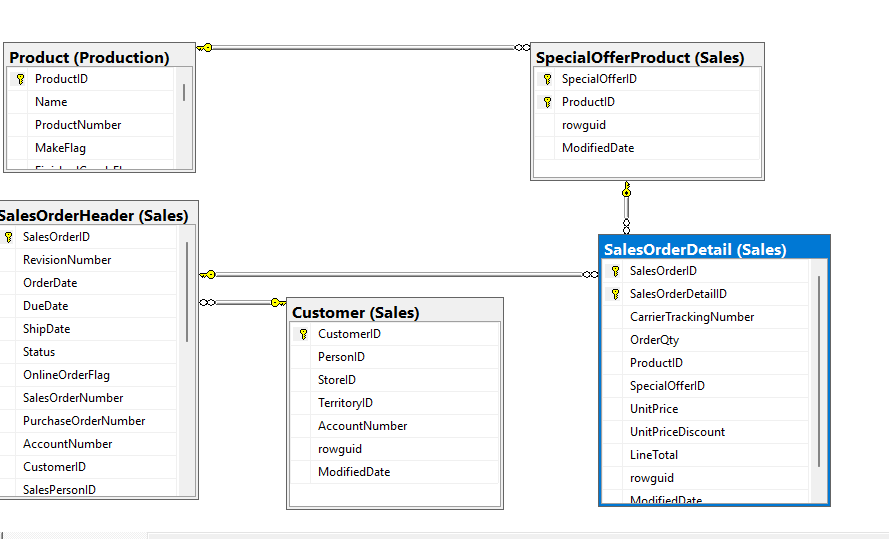 Product (Production)
ProductID
Name
ProductNumber
MakeFlag
SpecialOfferProduct (Sales)
SpecialOfferID
ProductID
rowguid
ModifiedDate
SalesOrderHeader (Sales)
SalesOrderID
RevisionNumber
OrderDate
DueDate
ShipDate
Status
OnlineOrderFlag
SalesOrderNumber
PurchaseOrderNumber
AccountNumber
CustomerID
SalesPersonID
Customer (Sales)
CustomerID
PersonID
StoreID
TerritoryID
AccountNumber
rowguid
ModifiedDate
SalesOrderDetail (Sales)
SalesOrderID
SalesOrderDetailID
CarrierTrackingNumber
OrderQty
ProductID
SpecialOfferID
UnitPrice
UnitPriceDiscount
LineTotal
rowguid
ModifiedDate